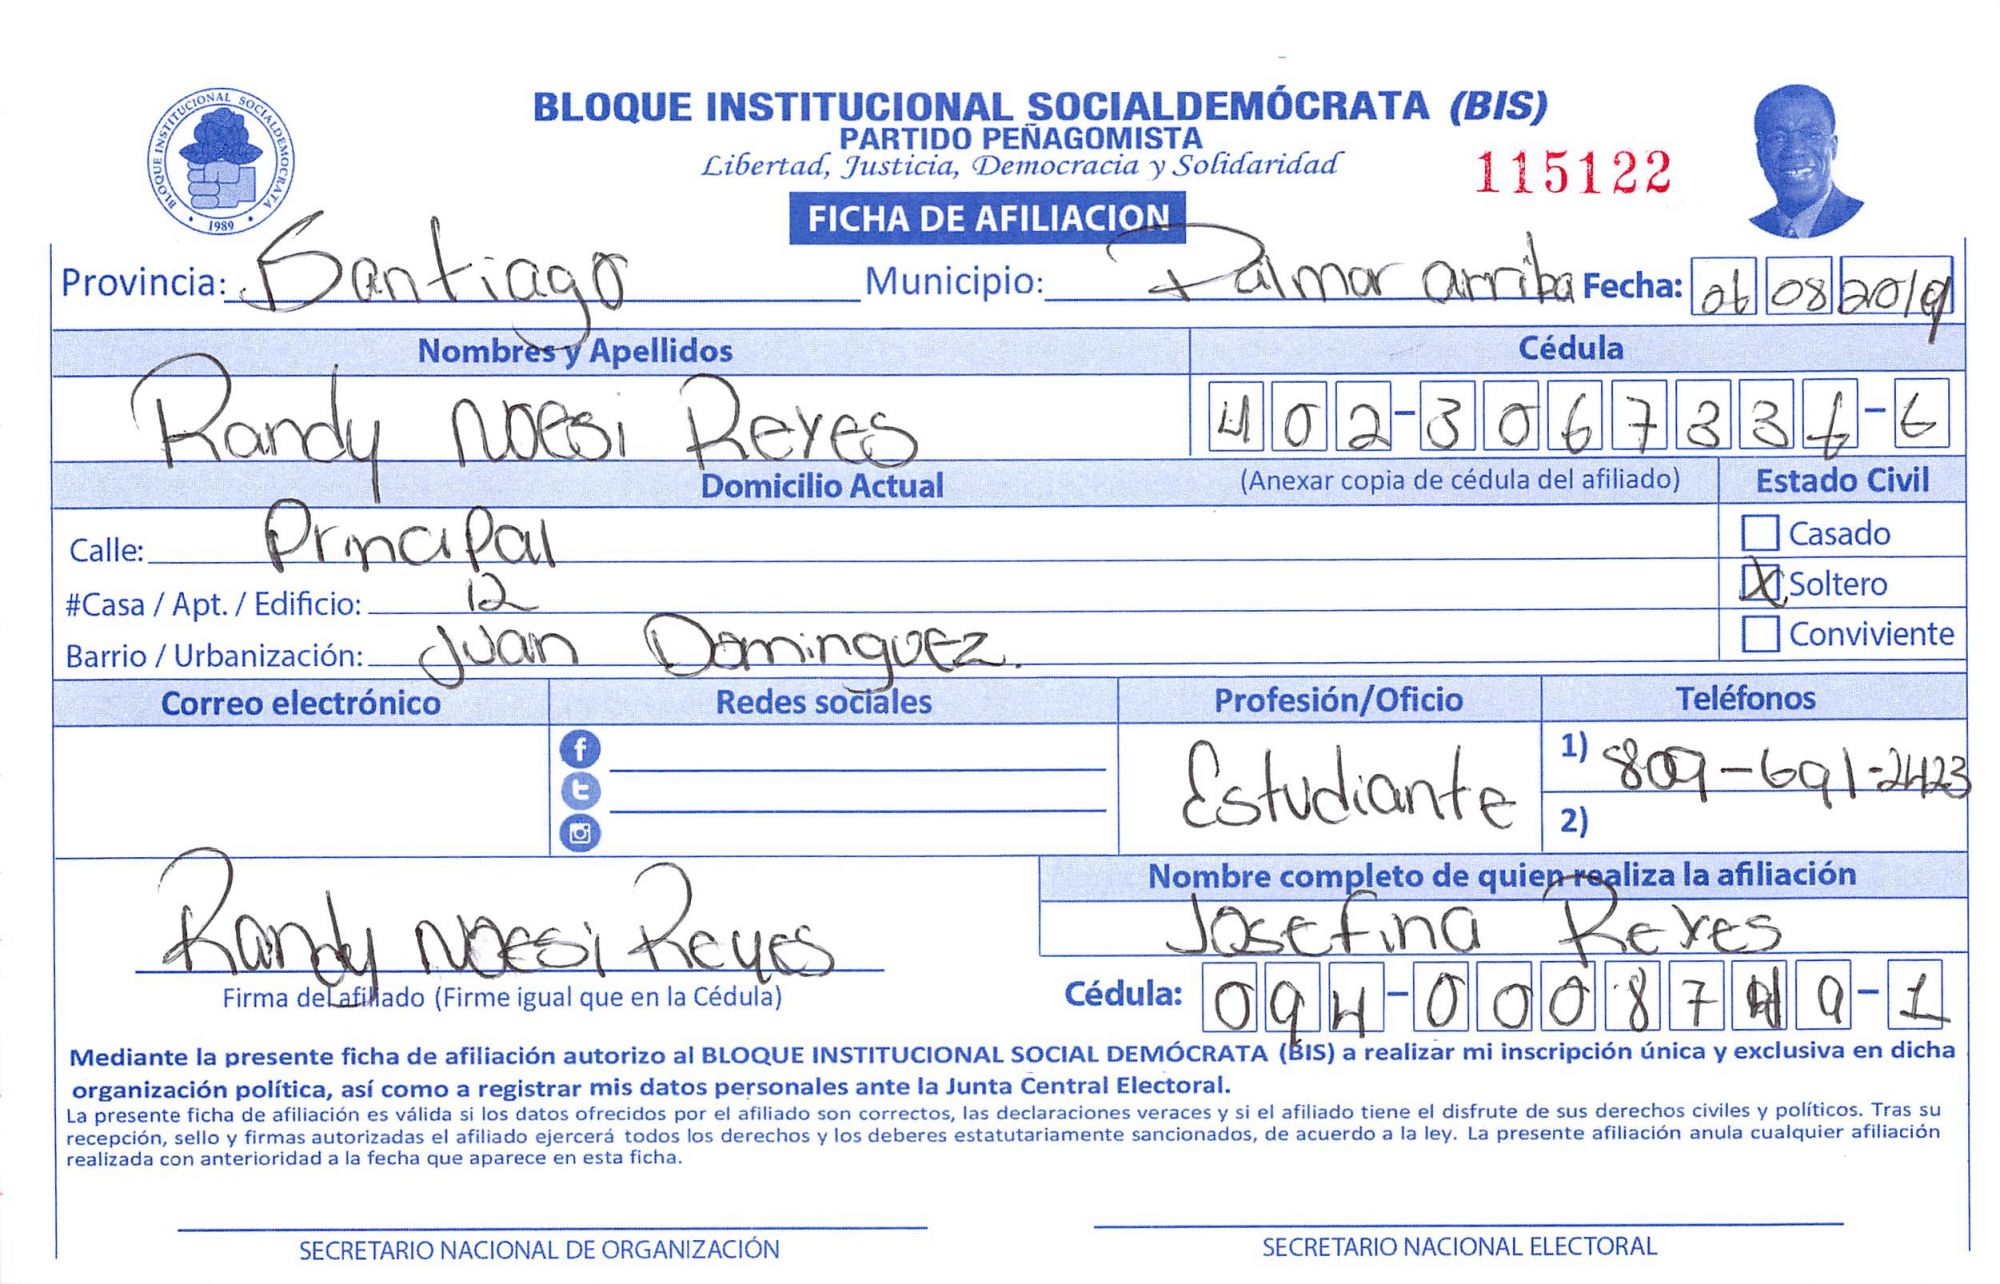 BLOQUE INSTITUCIONAL SOCIALDEMÓCRATA (BIS)
PARTIDO PEÑAGOMISTA
Libertad, Justicia, Democracia y Solidaridad
115122
BLOQUE INSTITUCIONAL SOCIALDEMOCRATA
1989
FICHA DE AFILIACION
Provincia: Santiago Municipio: Palmar arriba Fecha: 06 08 2019
Nombres y Apellidos Cédula
Randy Noesi Reyes 402-3067336-6
Domicilio Actual (Anexar copia de cédula del afiliado) Estado Civil
Calle: Principal Casado
#Casa / Apt. / Edificio: 12 X Soltero
Barrio / Urbanización: Juan Dominguez. Conviviente
Correo electrónico Redes sociales Profesión/Oficio Teléfonos
Estudiante 1) 809-691-2423
2)
Nombre completo de quien realiza la afiliación
Randy Noesi Reyes Josefina Reyes
Firma del afiliado (Firme igual que en la Cédula) Cédula: 094-0008749-1
Mediante la presente ficha de afiliación autorizo al BLOQUE INSTITUCIONAL SOCIAL DEMÓCRATA (BIS) a realizar mi inscripción única y exclusiva en dicha
organización política, así como a registrar mis datos personales ante la Junta Central Electoral.
La presente ficha de afiliación es válida si los datos ofrecidos por el afiliado son correctos, las declaraciones veraces y si el afiliado tiene el disfrute de sus derechos civiles y políticos. Tras su
recepción, sello y firmas autorizadas el afiliado ejercerá todos los derechos y los deberes estatutariamente sancionados, de acuerdo a la ley. La presente afiliación anula cualquier afiliación
realizada con anterioridad a la fecha que aparece en esta ficha.
SECRETARIO NACIONAL DE ORGANIZACIÓN SECRETARIO NACIONAL ELECTORAL